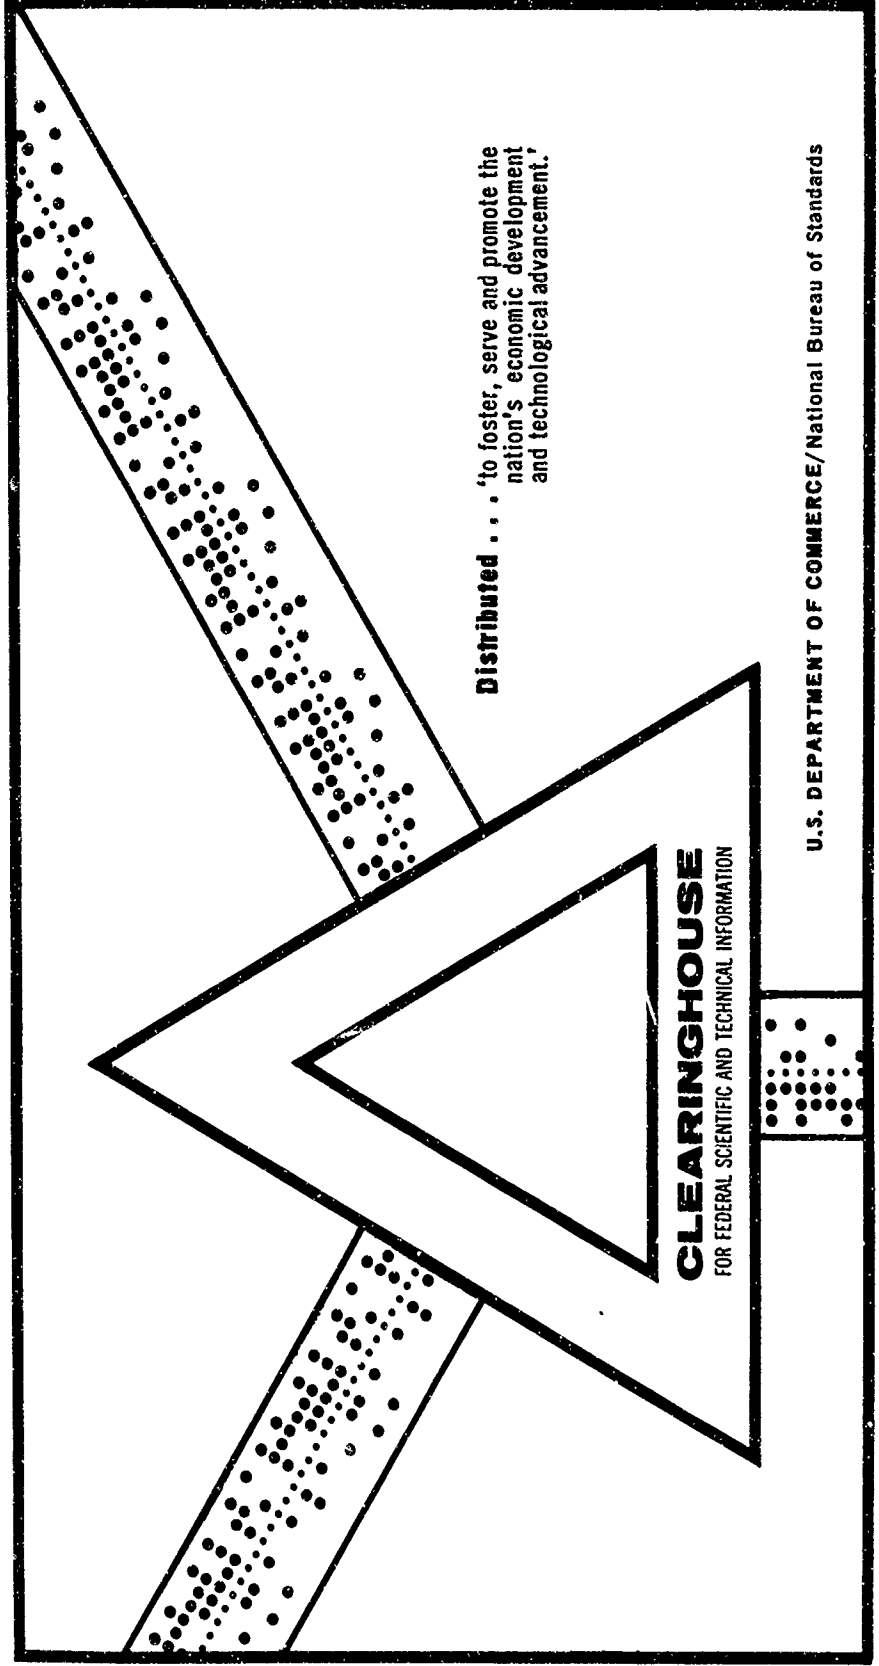 Distributed . . . 'to foster, serve and promote the
nation's economic development
and technological advancement.'
CLEARINGHOUSE
FOR FEDERAL SCIENTIFIC AND TECHNICAL INFORMATION
U.S. DEPARTMENT OF COMMERCE/National Bureau of Standards